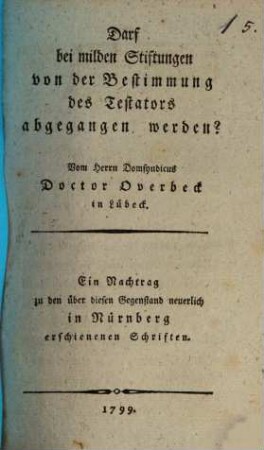 15.
Darf
bei milden Stiftungen
von der Bestimmung
des Testators
abgegangen werden?
Vom Herrn Domsyndicus
Doctor Overbeck
in Lübeck.
Ein Nachtrag
zu den über diesen Gegenstand neuerlich
in Nürnberg
erschienenen Schriften.
1799.